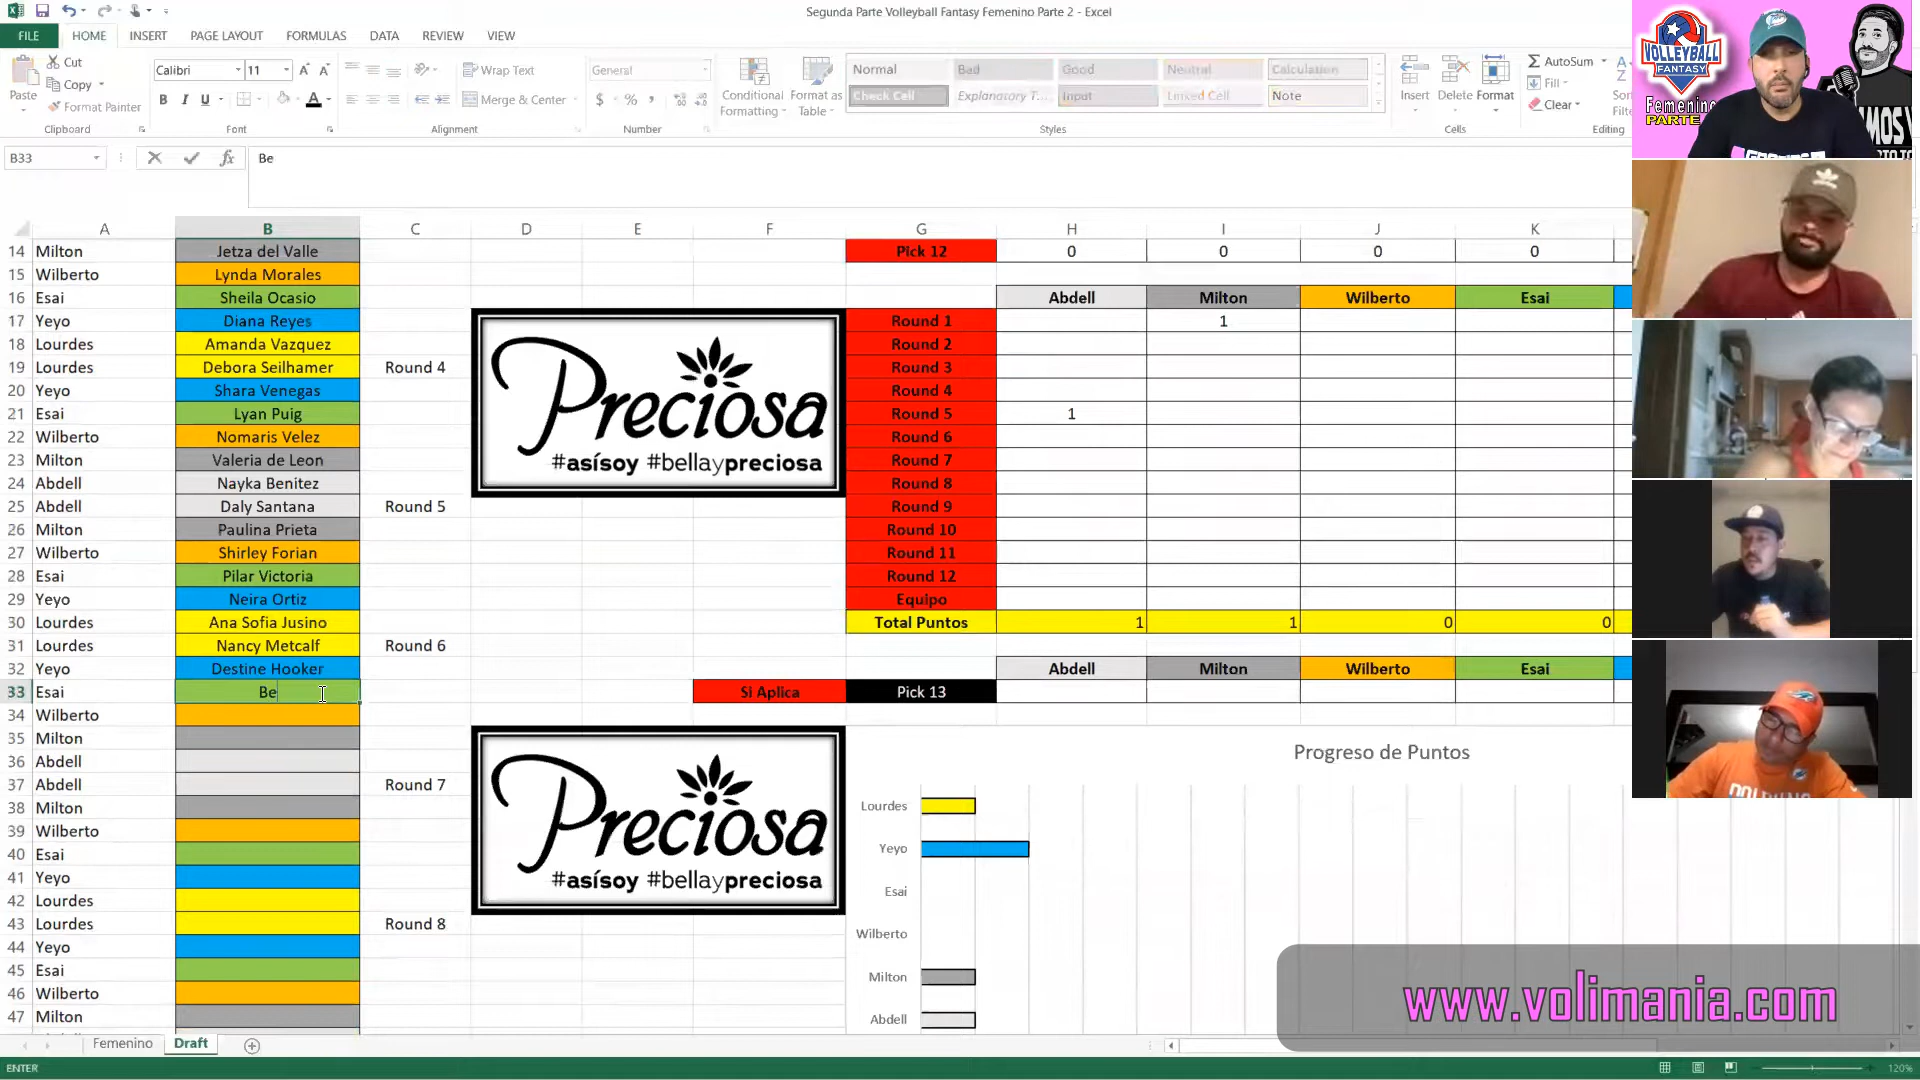 Segunda Parte Volleyball Fantasy Femenino Parte 2 - Excel
FILE HOME INSERT PAGE LAYOUT FORMULAS DATA REVIEW VIEW
Paste
Cut
Copy
Format Painter
Clipboard
Calibri 11
B I U
Font
Wrap Text
Merge & Center
Alignment
General
$ % ,
Number
Conditional Formatting
Format as Table
Normal Bad Good Neutral Calculation
Check Cell Explanatory T... Input Linked Cell Note
Styles
Insert Delete Format
Cells
AutoSum
Fill
Clear
Editing
B33 fx Be
A B C D E F G H I J K
14 Milton Jetza del Valle Pick 12 0 0 0 0
15 Wilberto Lynda Morales
16 Esai Sheila Ocasio Abdell Milton Wilberto Esai
17 Yeyo Diana Reyes Round 1 1
18 Lourdes Amanda Vazquez Round 2
19 Lourdes Debora Seilhamer Round 4 Round 3
20 Yeyo Shara Venegas Round 4
21 Esai Lyan Puig Round 5 1
22 Wilberto Nomaris Velez Round 6
23 Milton Valeria de Leon Round 7
24 Abdell Nayka Benitez Round 8
25 Abdell Daly Santana Round 5 Round 9
26 Milton Paulina Prieta Round 10
27 Wilberto Shirley Forian Round 11
28 Esai Pilar Victoria Round 12
29 Yeyo Neira Ortiz Equipo
30 Lourdes Ana Sofia Jusino Total Puntos 1 1 0 0
31 Lourdes Nancy Metcalf Round 6
32 Yeyo Destine Hooker Abdell Milton Wilberto Esai
33 Esai Be Si Aplica Pick 13
34 Wilberto
35 Milton
36 Abdell
37 Abdell Round 7
38 Milton
39 Wilberto
40 Esai
41 Yeyo
42 Lourdes
43 Lourdes Round 8
44 Yeyo
45 Esai
46 Wilberto
47 Milton
Preciosa
#asísoy #bellaypreciosa
Preciosa
#asísoy #bellaypreciosa
Progreso de Puntos
Lourdes
Yeyo
Esai
Wilberto
Milton
Abdell
VOLLEYBALL
FANTASY
Femenino
PARTE
www.volimania.com
Femenino Draft
ENTER
120%